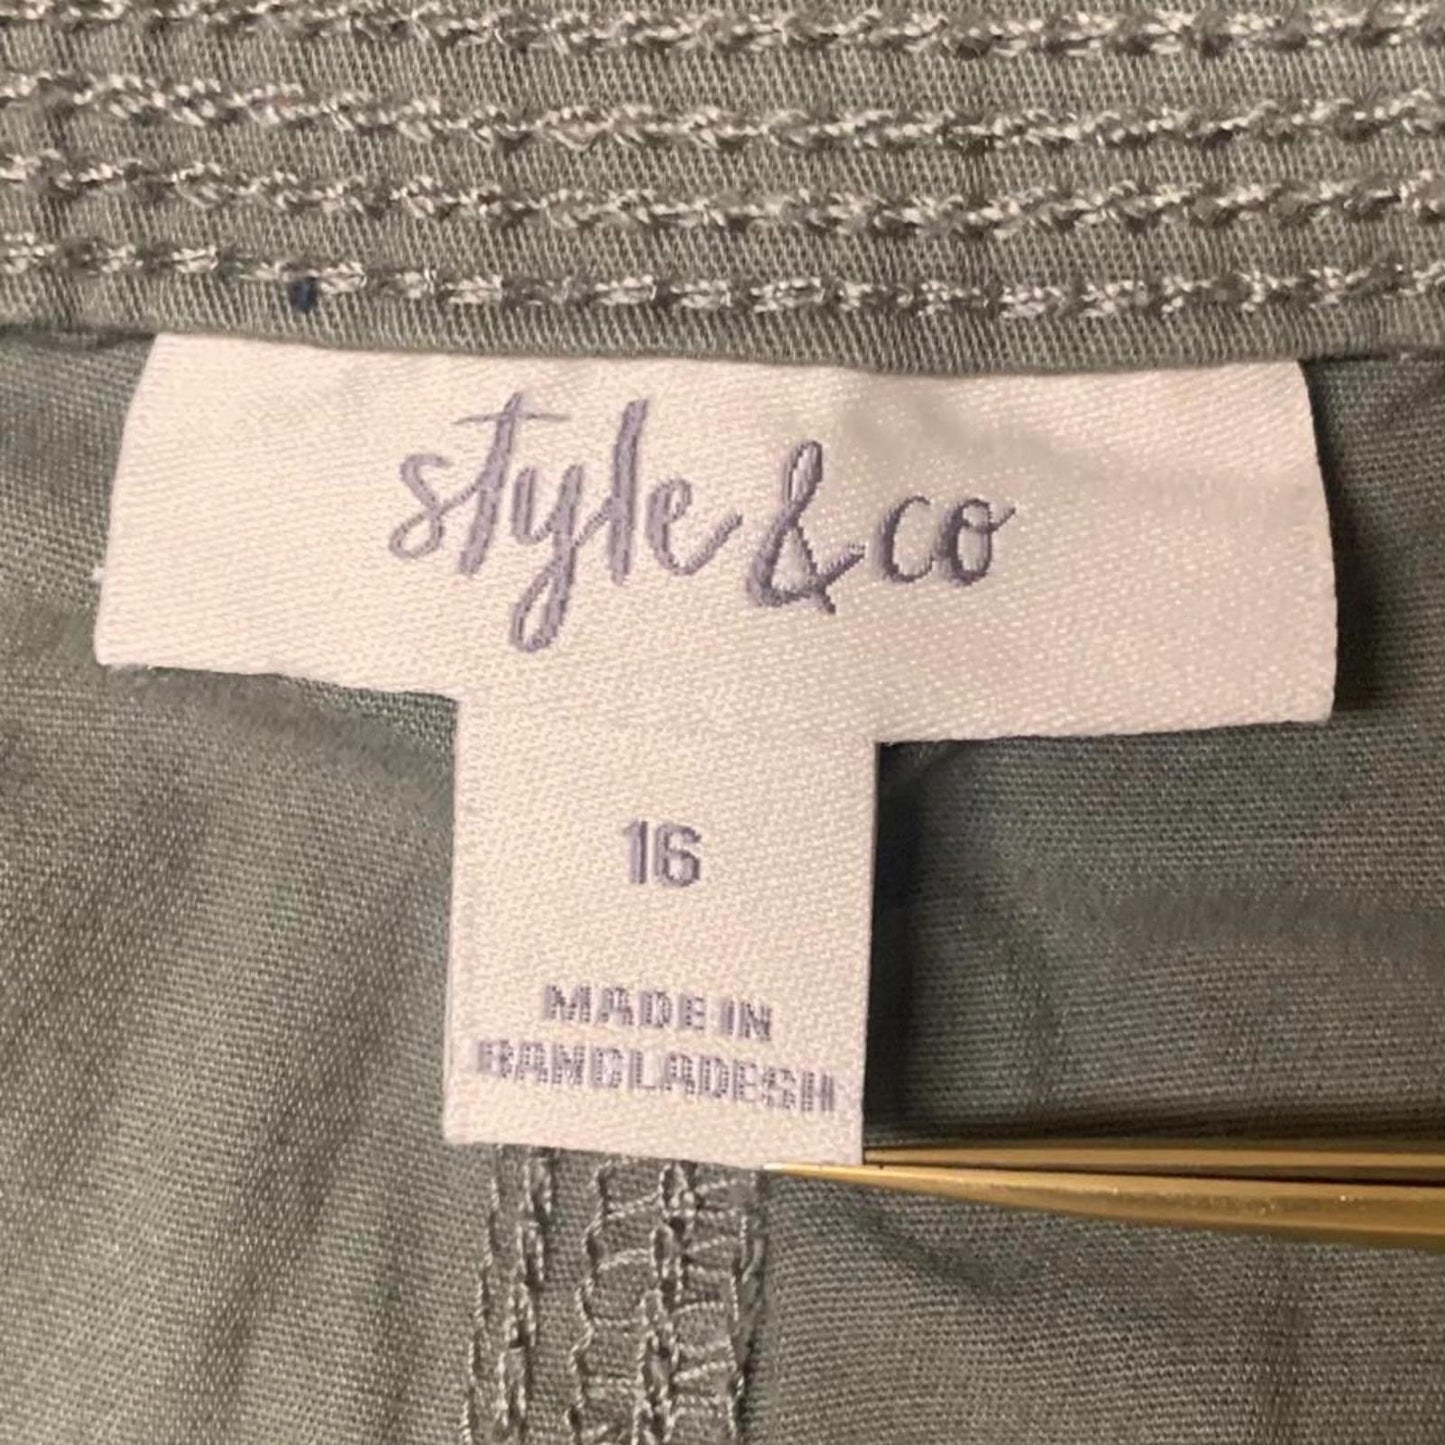 style & co
16
MADE IN
BANGLADESH